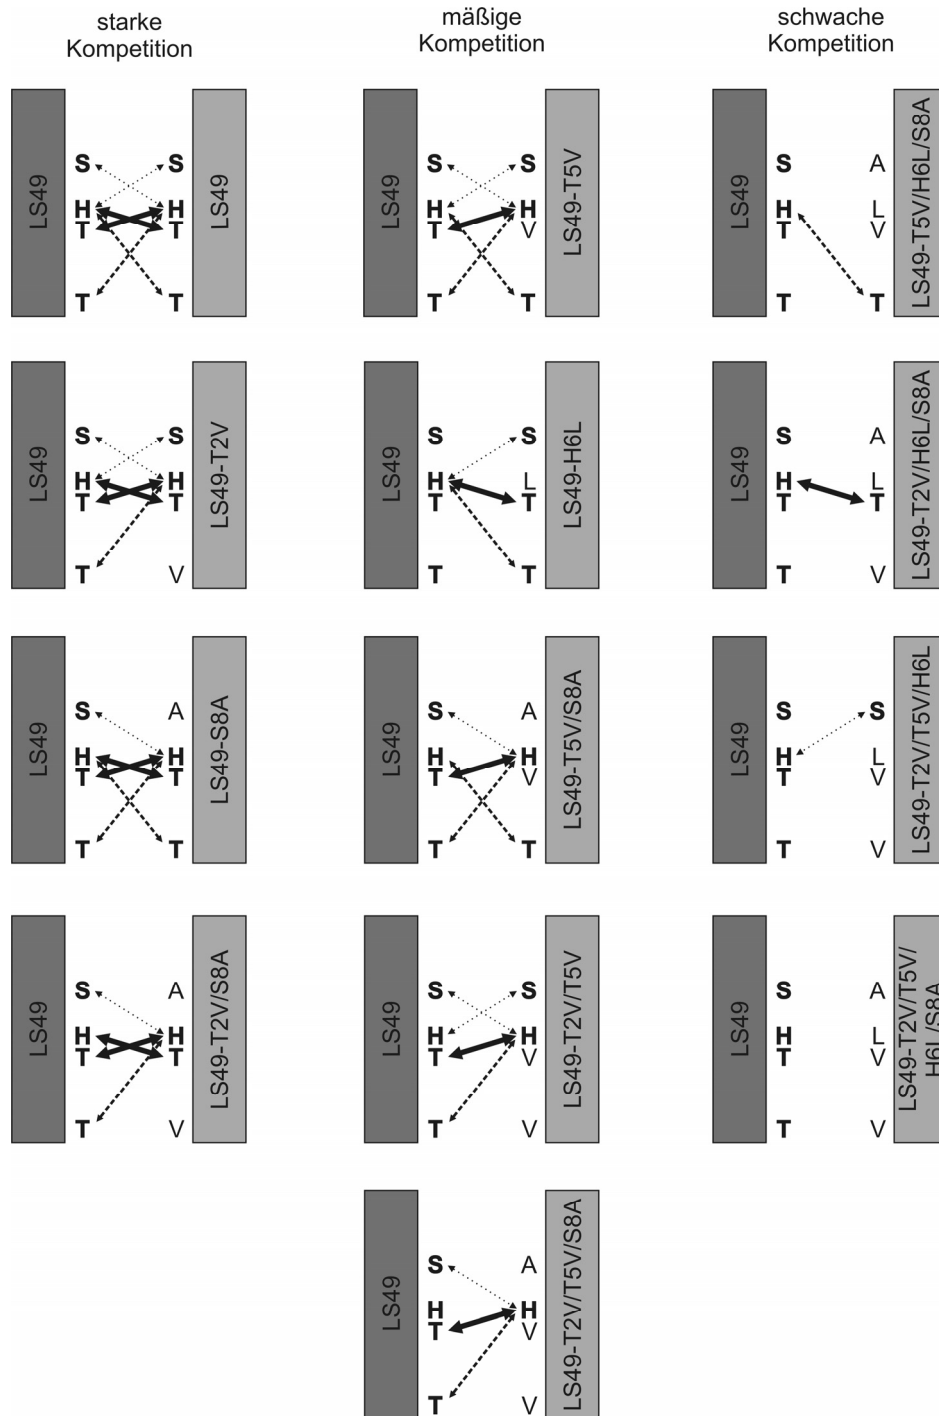 starke
Kompetition
mäßige
Kompetition
schwache
Kompetition
LS49
S S
H H
T T
T T
LS49
LS49
S S
H H
T V
T T
LS49-T5V
LS49
S A
H L
T V
T T
LS49-T5V/H6L/S8A
LS49
S S
H H
T T
T V
LS49-T2V
LS49
S S
H L
T T
T T
LS49-H6L
LS49
S A
H L
T T
T V
LS49-T2V/H6L/S8A
LS49
S A
H H
T T
T T
LS49-S8A
LS49
S A
H H
T V
T T
LS49-T5V/S8A
LS49
S S
H L
T V
T V
LS49-T2V/T5V/H6L
LS49
S A
H H
T T
T V
LS49-T2V/S8A
LS49
S S
H H
T V
T V
LS49-T2V/T5V
LS49
S A
H L
T V
T V
LS49-T2V/T5V/
H6L/S8A
LS49
S A
H H
T V
T V
LS49-T2V/T5V/S8A